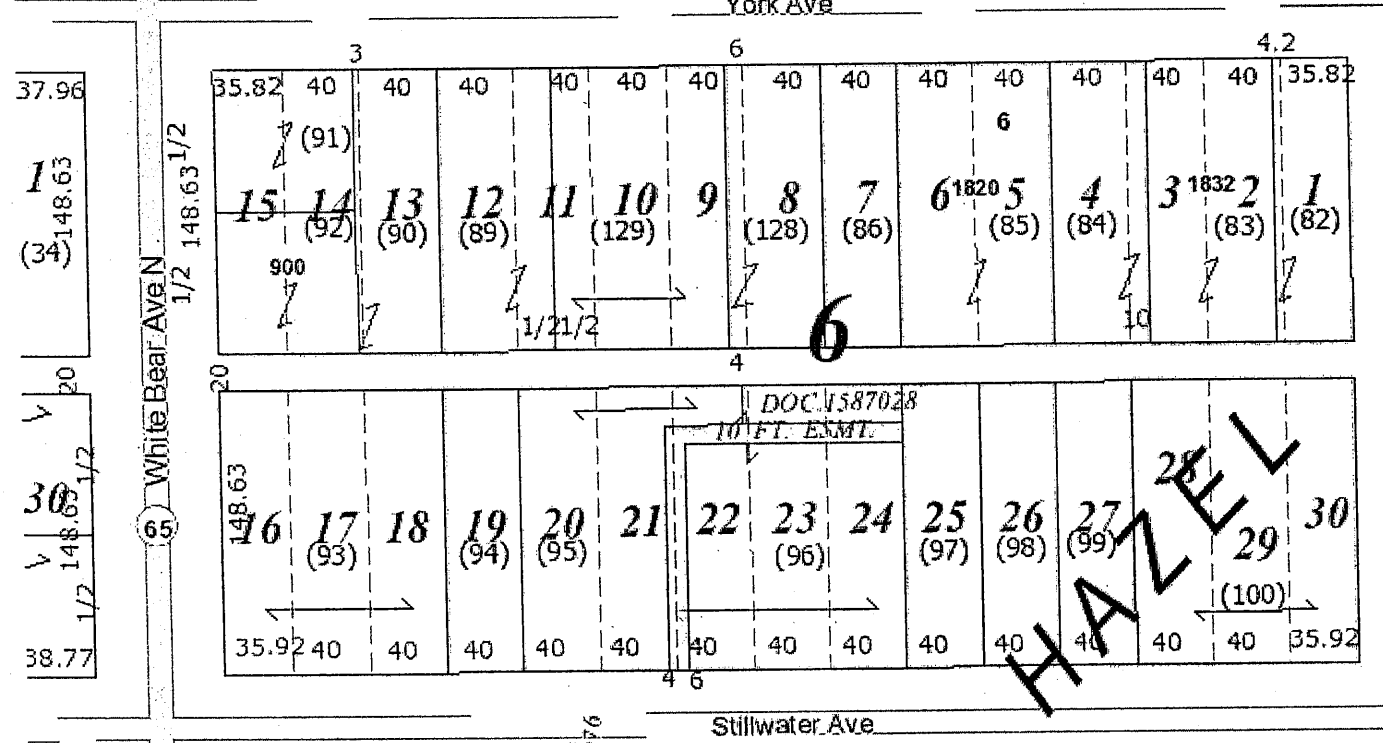 York Ave
3 6 4.2
37.96 35.82 40 40 40 40 40 40 40 40 40 40 40 40 40 35.82
6
(91)
1/2
148.63
1/2
1
148.63
(34)
15 14 13 12 11 10 9 8 7 6 1820 5 4 3 1832 2 1
(92) (90) (89) (129) (128) (86) (85) (84) (83) (82)
900
1/2 1/2
10
6
4
20
20
White Bear Ave N
65
DOC.1587028
10 FT. ESMT.
HAZEL
30
148.63
1/2
1/2
148.63
28
16 17 18 19 20 21 22 23 24 25 26 27 29 30
(93) (94) (95) (96) (97) (98) (99) (100)
38.77 35.92 40 40 40 40 40 40 40 40 40 40 40 40 40 35.92
4 6
Stillwater Ave